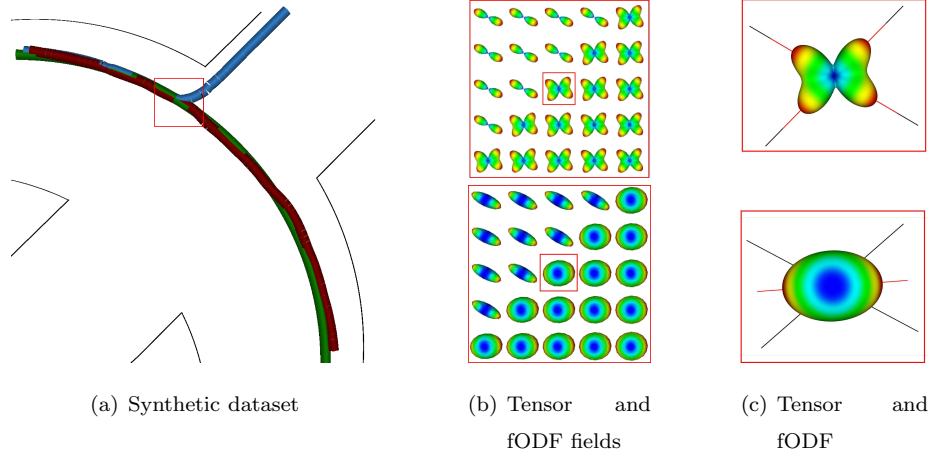 (a) Synthetic dataset
(b) Tensor and
fODF fields
(c) Tensor and
fODF